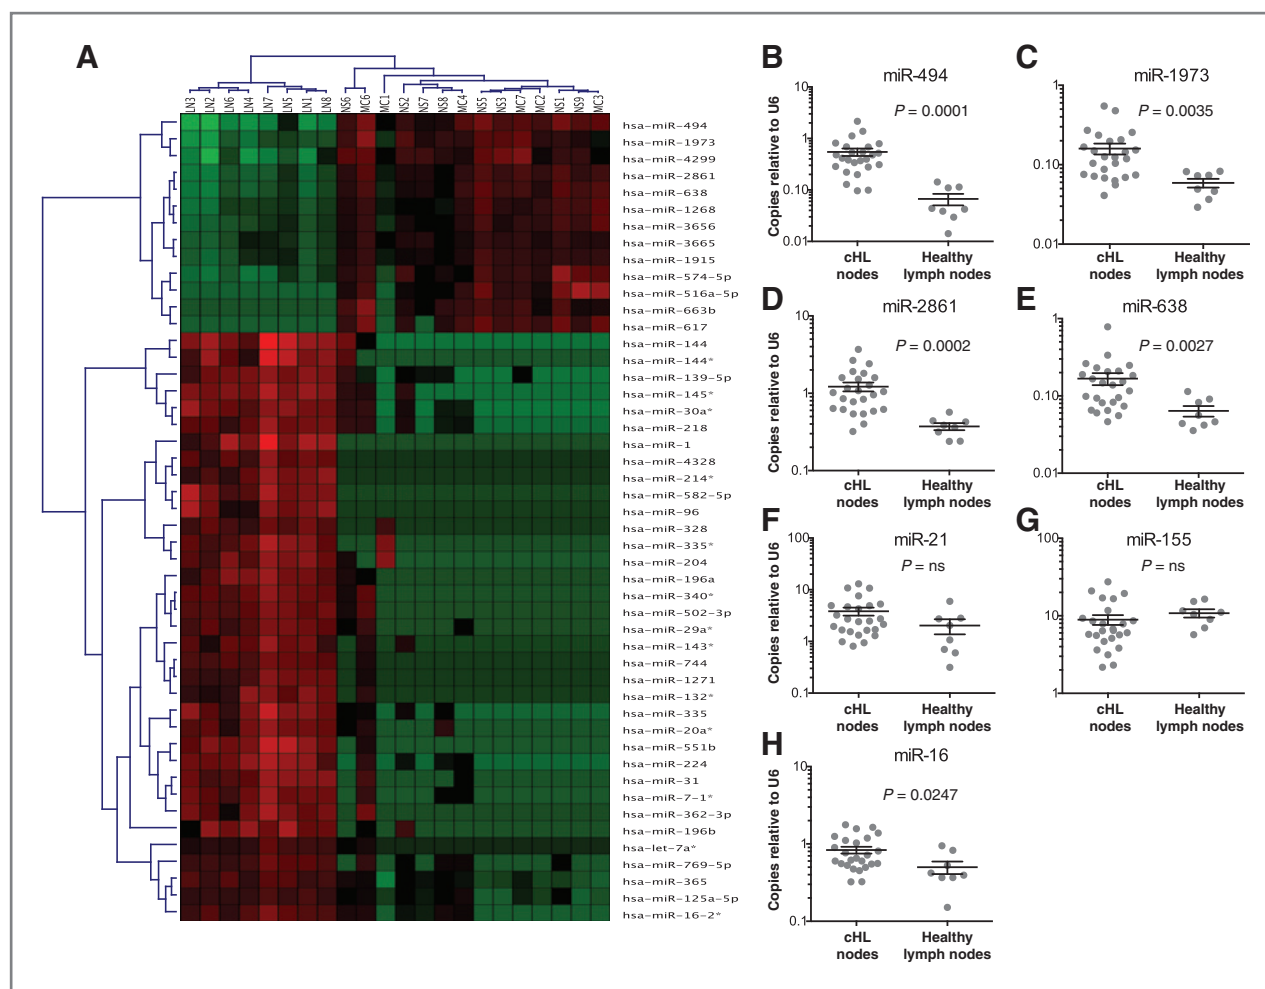 A
LN3 LN2 LN6 LN4 LN7 LN5 LN1 LN8 NS6 MC6 MC1 NS2 NS7 NS8 MC4 NS5 NS3 MC7 MC2 NS1 NS9 MC3
hsa-miR-494
hsa-miR-1973
hsa-miR-4299
hsa-miR-2861
hsa-miR-638
hsa-miR-1268
hsa-miR-3656
hsa-miR-3665
hsa-miR-1915
hsa-miR-574-5p
hsa-miR-516a-5p
hsa-miR-663b
hsa-miR-617
hsa-miR-144
hsa-miR-144*
hsa-miR-139-5p
hsa-miR-145*
hsa-miR-30a*
hsa-miR-218
hsa-miR-1
hsa-miR-4328
hsa-miR-214*
hsa-miR-582-5p
hsa-miR-96
hsa-miR-328
hsa-miR-335*
hsa-miR-204
hsa-miR-196a
hsa-miR-340*
hsa-miR-502-3p
hsa-miR-29a*
hsa-miR-143*
hsa-miR-744
hsa-miR-1271
hsa-miR-132*
hsa-miR-335
hsa-miR-20a*
hsa-miR-551b
hsa-miR-224
hsa-miR-31
hsa-miR-7-1*
hsa-miR-362-3p
hsa-miR-196b
hsa-let-7a*
hsa-miR-769-5p
hsa-miR-365
hsa-miR-125a-5p
hsa-miR-16-2*
B
miR-494
P = 0.0001
Copies relative to U6
10
1
0.10
0.01
cHL
nodes
Healthy
lymph nodes
C
miR-1973
P = 0.0035
1
0.10
0.01
cHL
nodes
Healthy
lymph nodes
D
miR-2861
P = 0.0002
Copies relative to U6
10
1
0.1
cHL
nodes
Healthy
lymph nodes
E
miR-638
P = 0.0027
1
0.10
0.01
cHL
nodes
Healthy
lymph nodes
F
miR-21
P = ns
Copies relative to U6
100
10
1
0.1
cHL
nodes
Healthy
lymph nodes
G
miR-155
P = ns
100
10
1
cHL
nodes
Healthy
lymph nodes
H
miR-16
P = 0.0247
Copies relative to U6
10
1
0.1
cHL
nodes
Healthy
lymph nodes